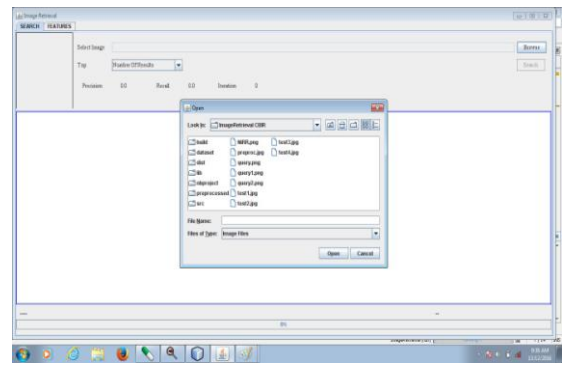 Image Retrieval
SEARCH FEATURES
Select Image
Browse
Top
Number Of Results
Search
Precision 0.0 Recall 0.0 Iteration 0
Open
Look In: ImageRetrieval CBIR
build
dataset
dist
lib
nbproject
preprocessed
src
preproc.jpg
query.png
query1.png
query2.png
test1.jpg
test2.jpg
test3.jpg
test4.jpg
File Name:
Files of Type: Image Files
Open Cancel
0%